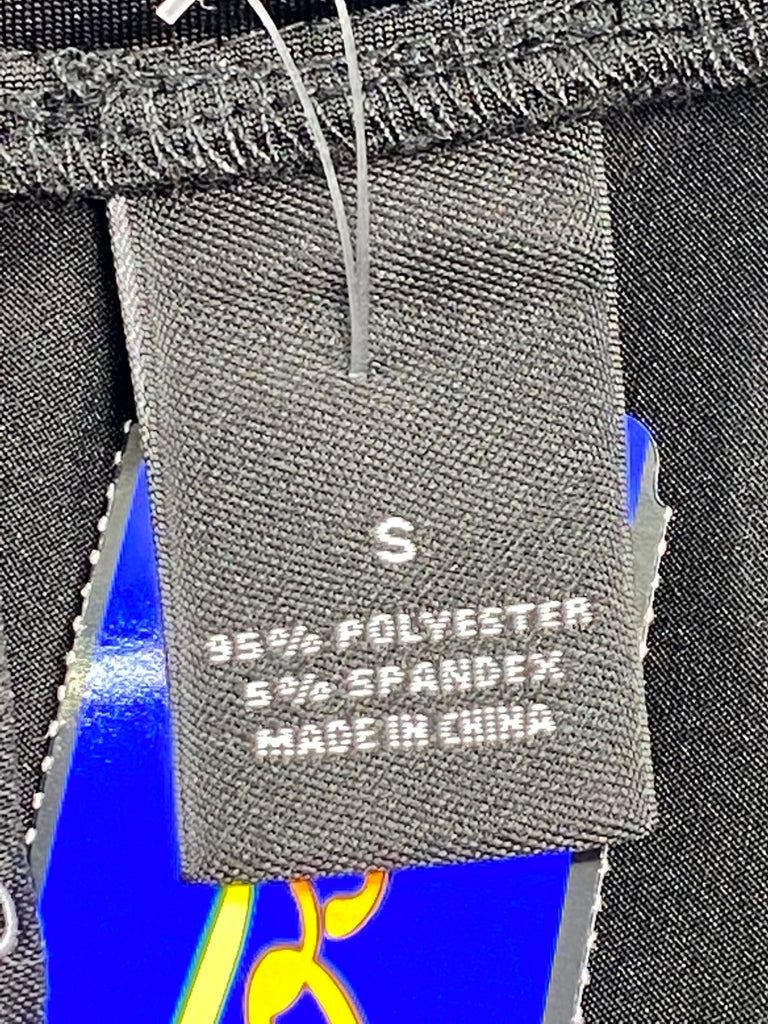 S
95% POLYESTER
5% SPANDEX
MADE IN CHINA